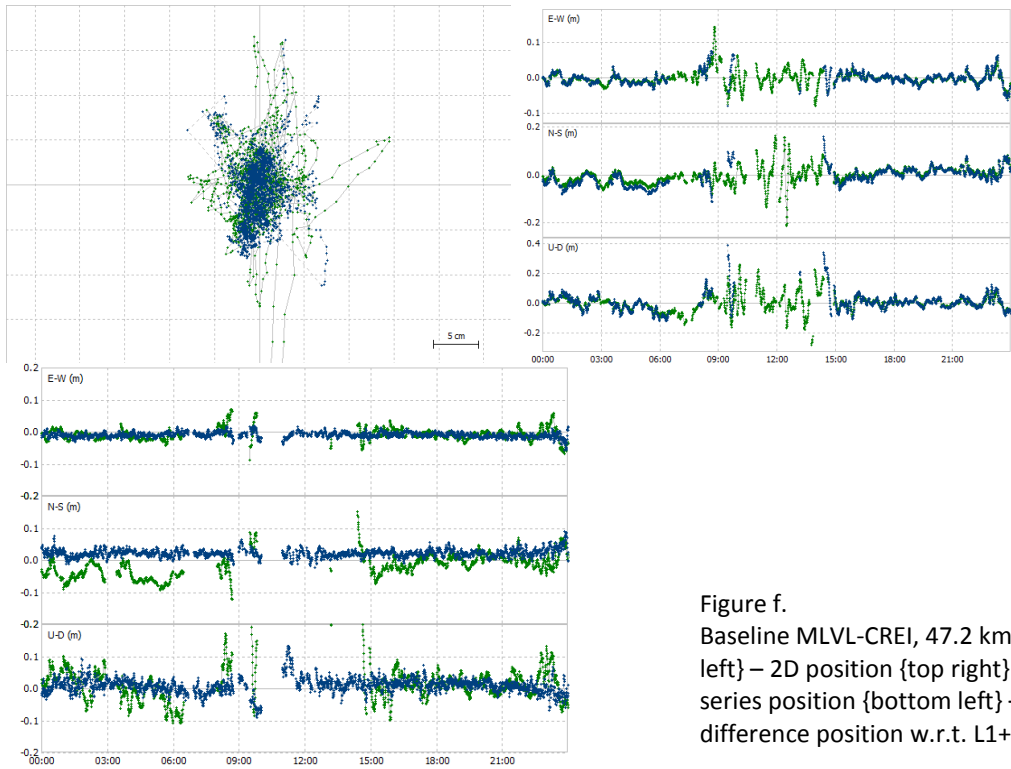 E-W (m)
0.1
0.0
-0.1
0.2
N-S (m)
0.0
-0.2
0.4
U-D (m)
0.2
0.0
-0.2
00:00 03:00 06:00 09:00 12:00 15:00 18:00 21:00
5 cm
0.2
E-W (m)
0.1
0.0
-0.1
-0.2
N-S (m)
0.1
0.0
-0.1
-0.2
U-D (m)
0.1
0.0
-0.1
-0.2
00:00 03:00 06:00 09:00 12:00 15:00 18:00 21:00
Figure f.
Baseline MLVL-CREI, 47.2 km
left} – 2D position {top right}
series position {bottom left} -
difference position w.r.t. L1+